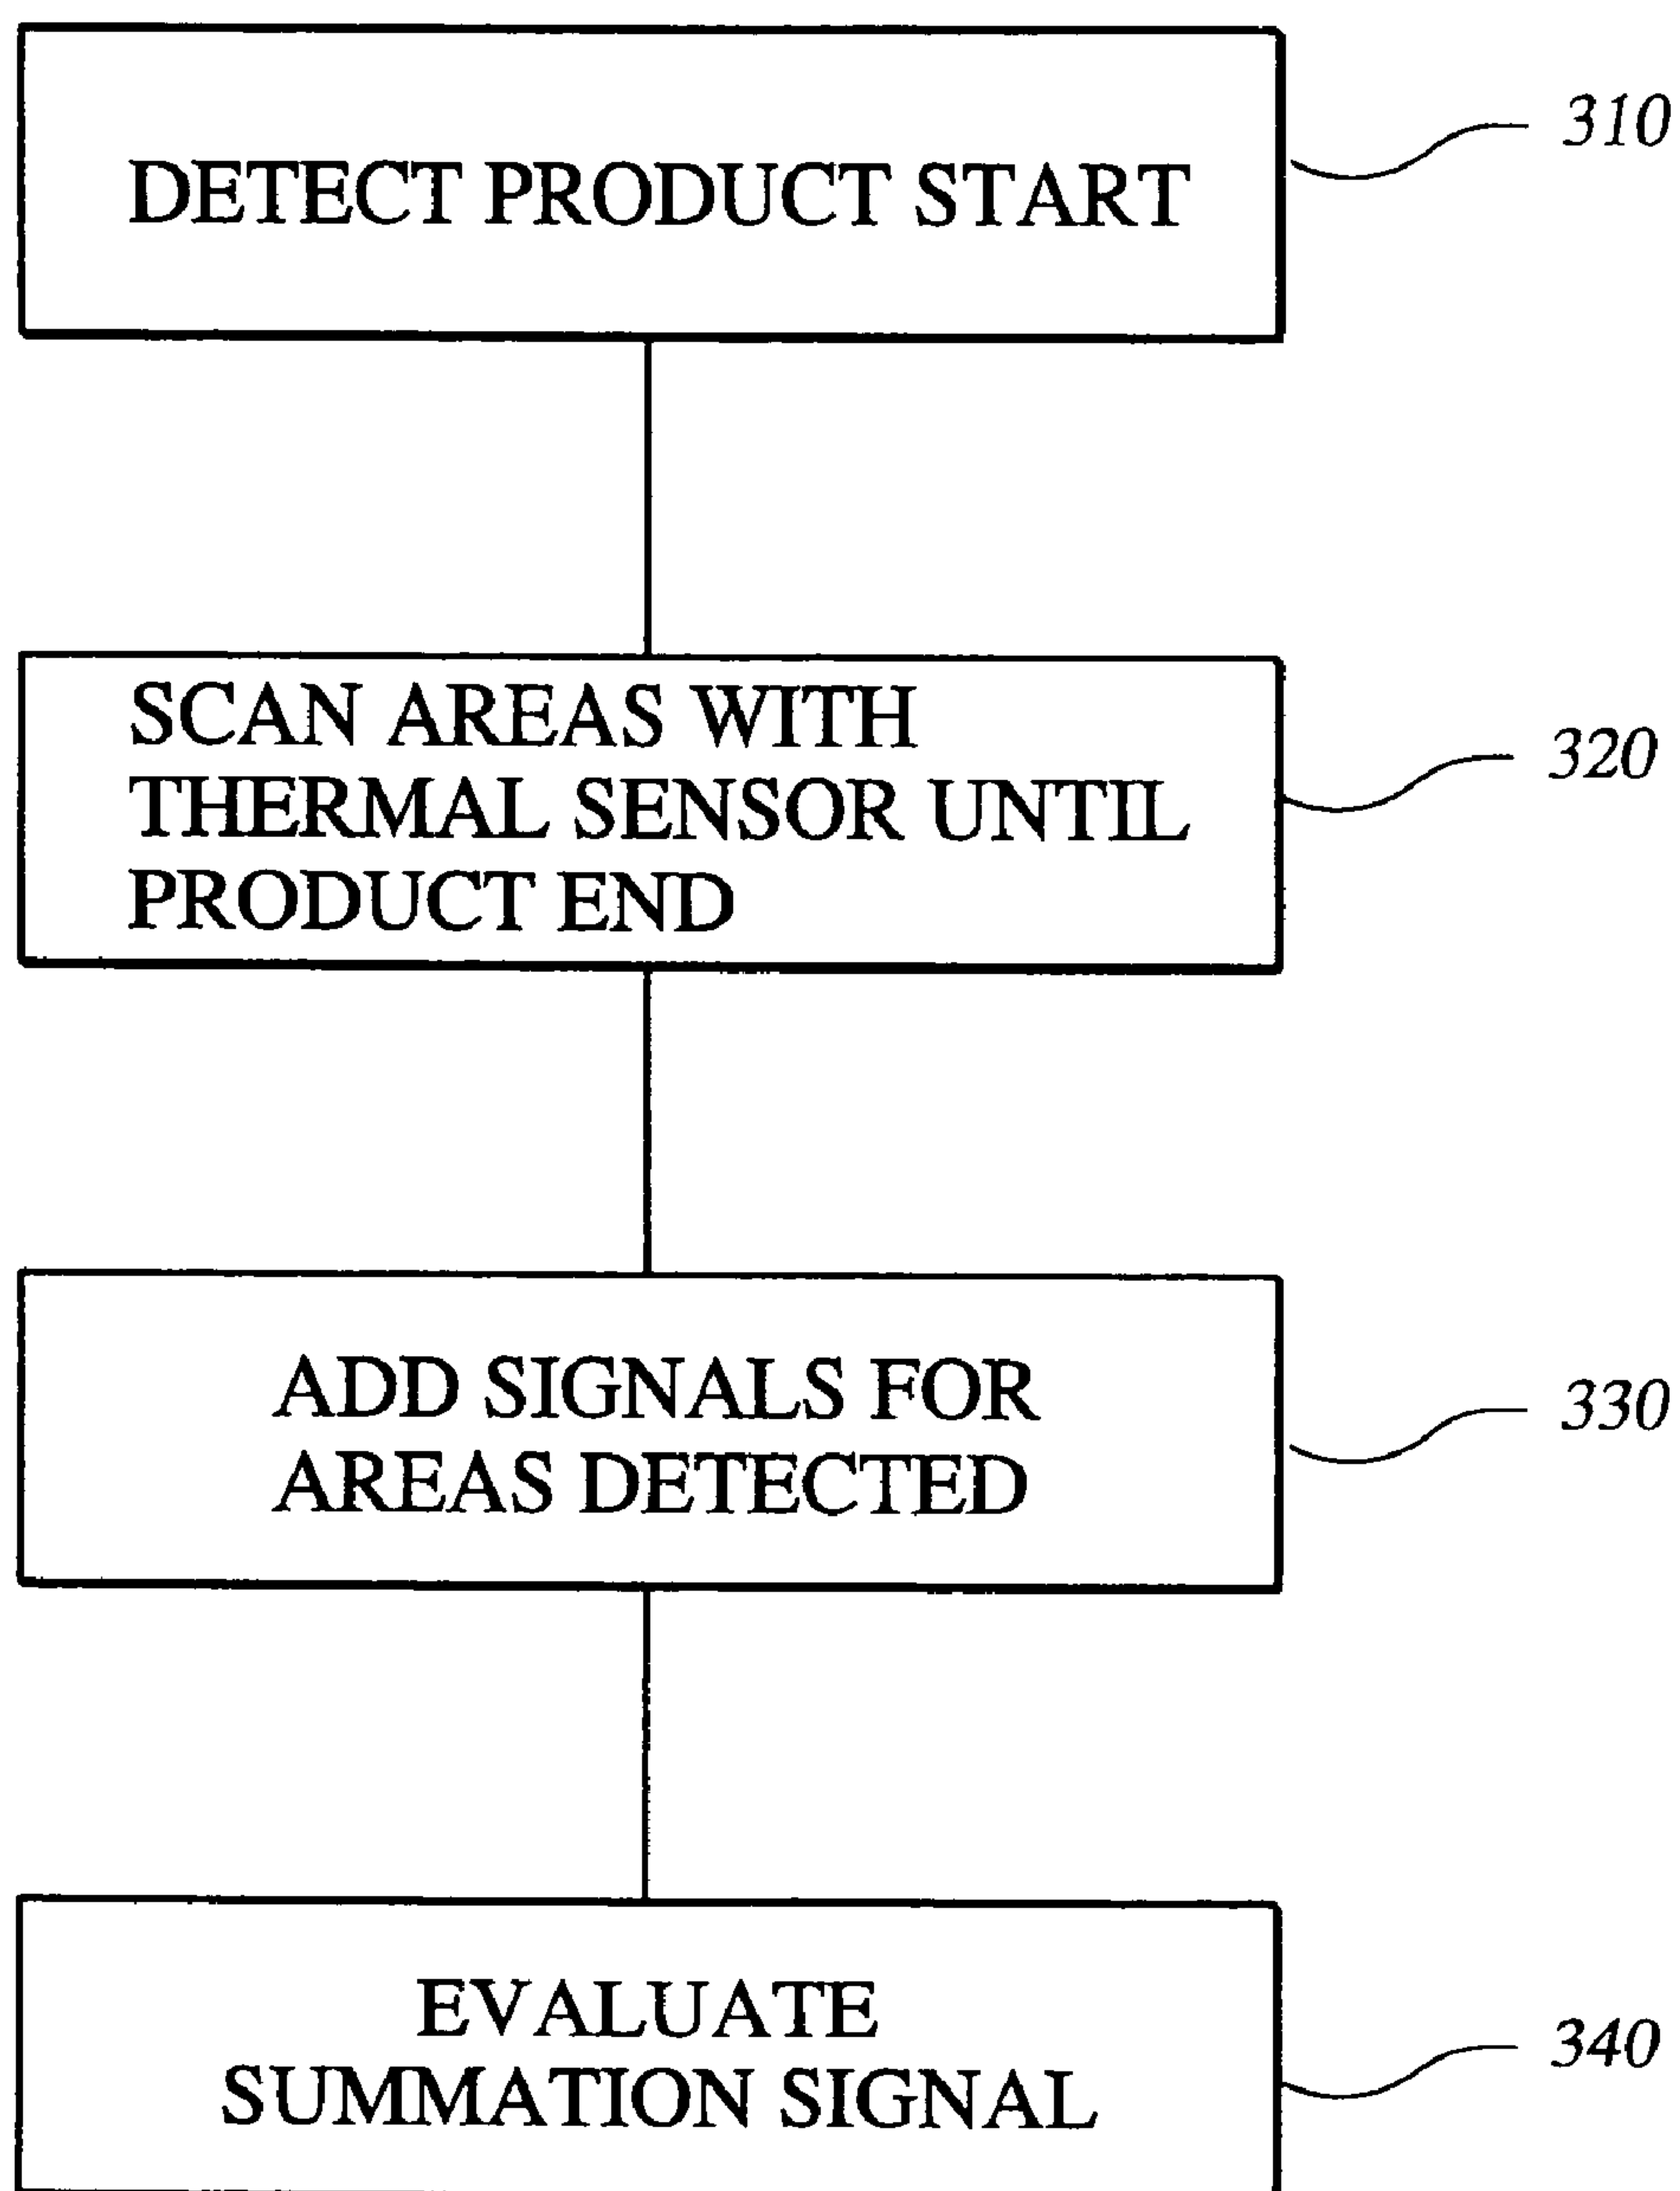 DETECT PRODUCT START
310
SCAN AREAS WITH
THERMAL SENSOR UNTIL
PRODUCT END
320
ADD SIGNALS FOR
AREAS DETECTED
330
EVALUATE
SUMMATION SIGNAL
340